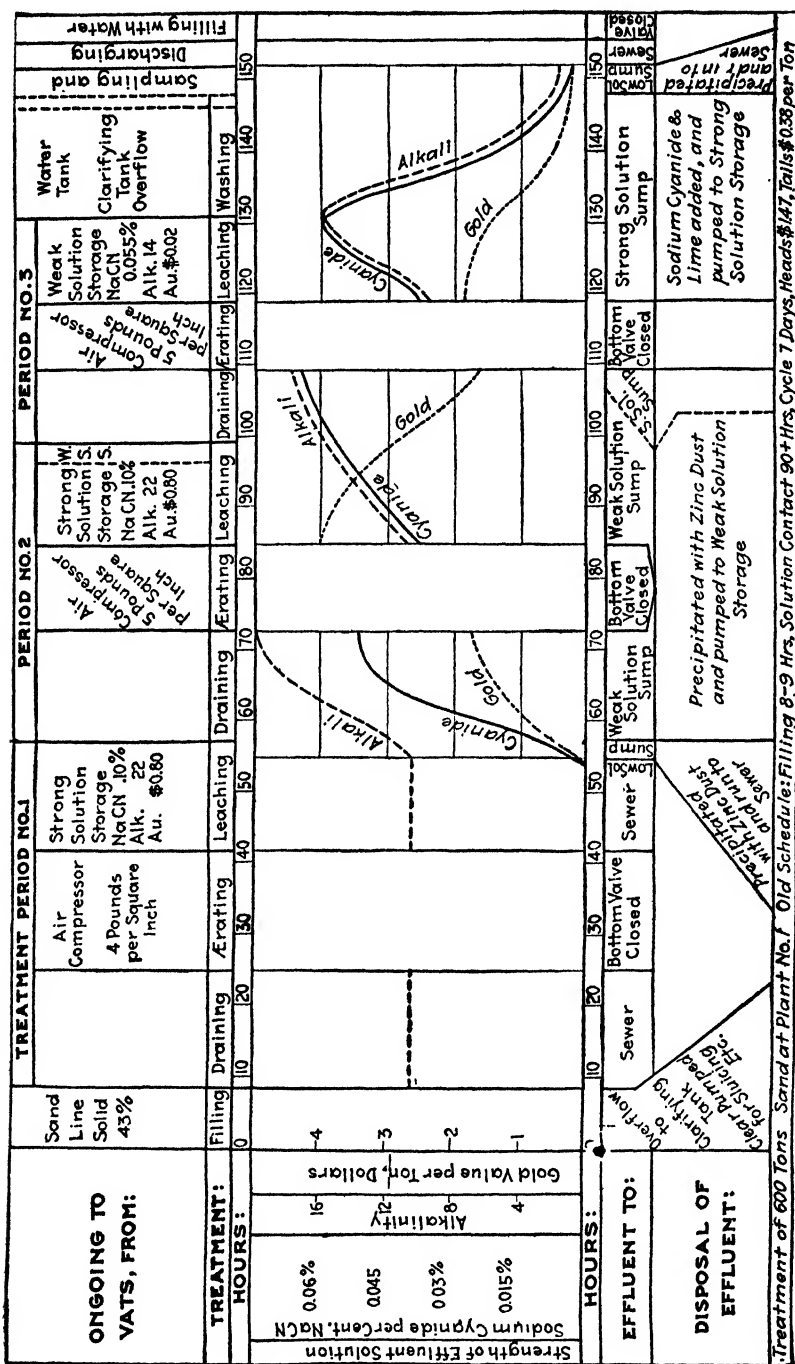 TREATMENT PERIOD NO.1
PERIOD NO.2
PERIOD NO.3
ONGOING TO
VATS, FROM:
Sand
Line
Solid
43%
Air
Compressor
4 Pounds
per Square
Inch
Strong
Solution
Storage
NaCN .10%
Alk. 22
Au. $0.80
Air
Compressor
5 Pounds
per Square
Inch
Strong W.
Solution S.
Storage S.
NaCN .10%
Alk. 22
Au. $0.80
Air
Compressor
5 Pounds
per Square
Inch
Weak
Solution
Storage
NaCN
0.055%
Alk. 14
Au. $0.02
Water
Tank
Clarifying
Tank
Overflow
Sampling and
Discharging
Filling with Water
TREATMENT:
Filling
Draining
Ærating
Leaching
Draining
Ærating
Leaching
Draining
Ærating
Leaching
Washing
HOURS:
0 10 20 30 40 50 60 70 80 90 100 110 120 130 140 150
Strength of Effluent Solution
Sodium Cyanide per Cent. NaCN
0.06%
0.045
0.03%
0.015%
Alkalinity
16
12
8
4
Gold Value per Ton, Dollars
4
3
2
1
Alkali
Cyanide
Gold
Alkali
Gold
Cyanide
Cyanide
Alkali
Gold
HOURS:
0 10 20 30 40 50 60 70 80 90 100 110 120 130 140 150
EFFLUENT TO:
Overflow
to
Clarifying
Tank
Sewer
Bottom Valve
Closed
Sewer
Low Sol.
Sump
Weak
Solution
Sump
Bottom
Valve
Closed
Weak Solution
Sump
S. Sol.
Sump
Bottom
Valve
Closed
Strong Solution
Sump
Low Sol.
Sump
Sewer
Valve
Closed
DISPOSAL OF
EFFLUENT:
Clear Pumped
for Sluicing
Etc.
Precipitated
with Zinc Dust
and run to
Sewer
Precipitated with Zinc Dust
and pumped to Weak Solution
Storage
Sodium Cyanide &
Lime added, and
pumped to Strong
Solution Storage
Precipitated
and r'n to
Sewer
Treatment of 600 Tons Sand at Plant No.1 Old Schedule: Filling 8-9 Hrs, Solution Contact 90+ Hrs, Cycle 7 Days, Heads $1.47, Tails $0.38 per Ton